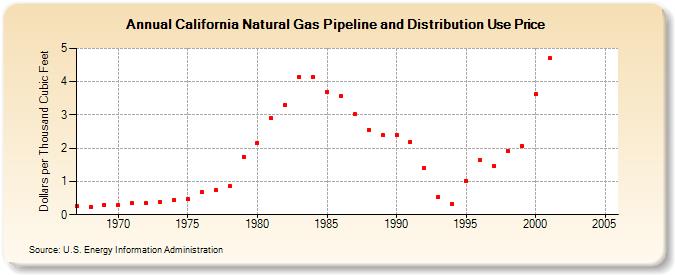 Annual California Natural Gas Pipeline and Distribution Use Price
Dollars per Thousand Cubic Feet
5
4
3
2
1
0
1970 1975 1980 1985 1990 1995 2000 2005
Source: U.S. Energy Information Administration